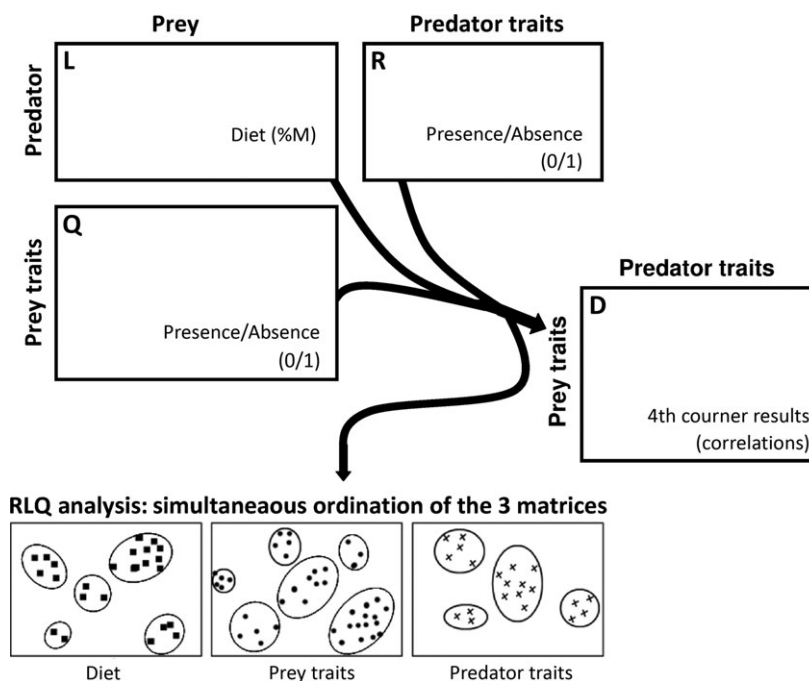 Prey
Predator traits
Predator
L
Diet (%M)
R
Presence/Absence
(0/1)
Prey traits
Q
Presence/Absence
(0/1)
Predator traits
Prey traits
D
4th courner results
(correlations)
RLQ analysis: simultaneaous ordination of the 3 matrices
Diet
Prey traits
Predator traits